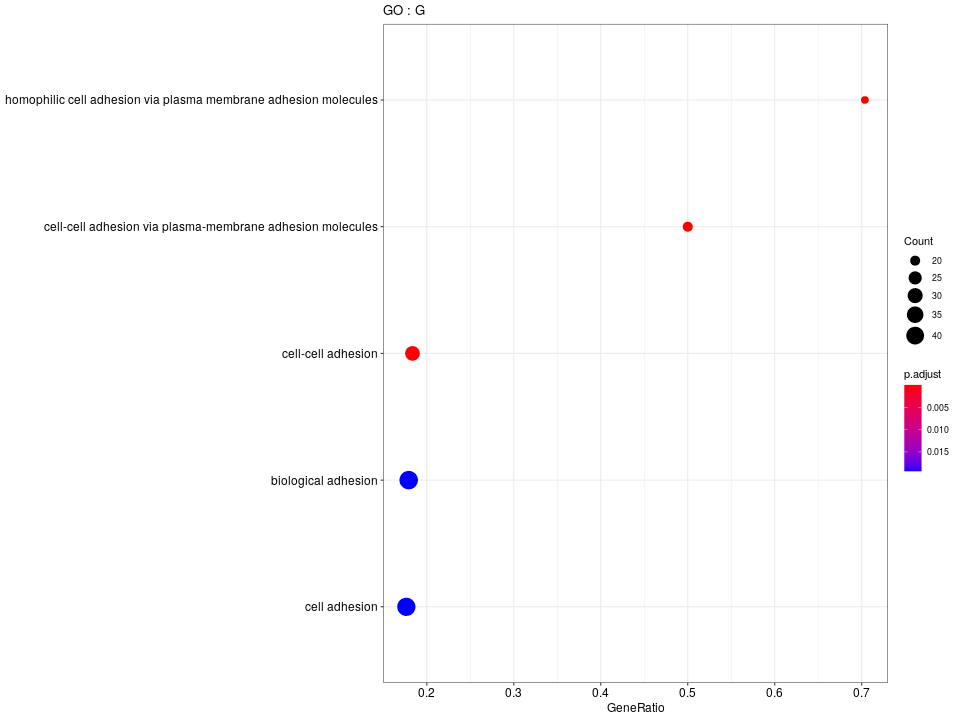 GO : G
homophilic cell adhesion via plasma membrane adhesion molecules
cell-cell adhesion via plasma-membrane adhesion molecules
cell-cell adhesion
biological adhesion
cell adhesion
0.2 0.3 0.4 0.5 0.6 0.7
GeneRatio
Count
20
25
30
35
40
p.adjust
0.005
0.010
0.015